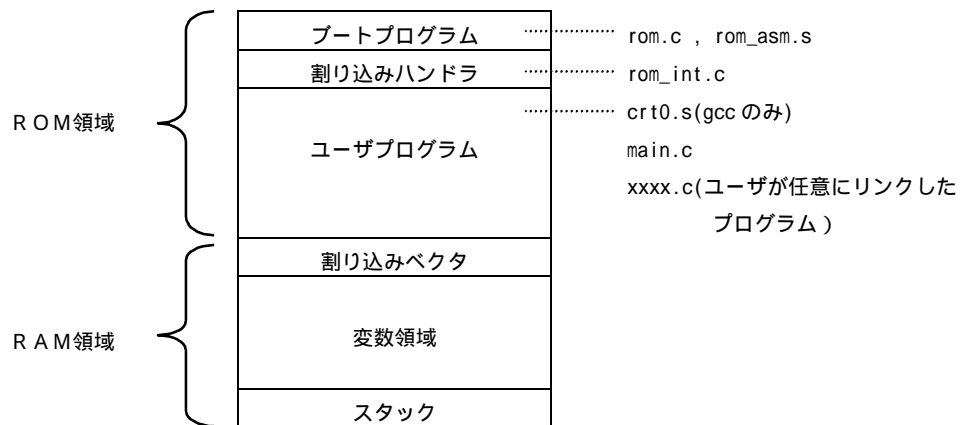 ブートプログラム
rom.c , rom_asm.s
割り込みハンドラ
rom_int.c
ROM領域
ユーザプログラム
crt0.s(gccのみ)
main.c
xxxx.c(ユーザが任意にリンクした
プログラム)
割り込みベクタ
RAM領域
変数領域
スタック